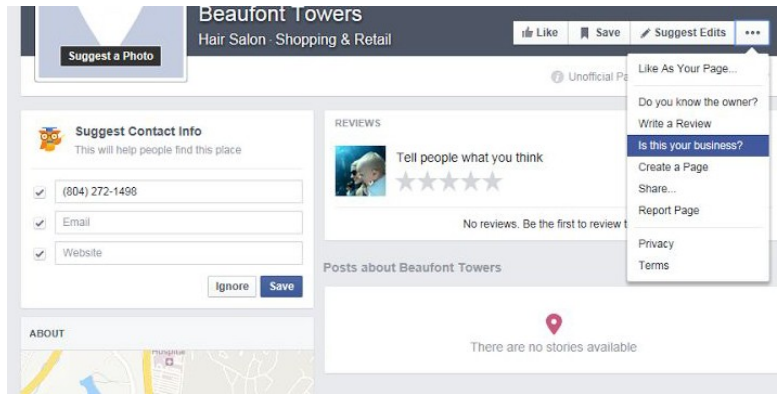 Beaufont Towers
Hair Salon · Shopping & Retail
Suggest a Photo
Like
Save
Suggest Edits
...
Unofficial
Like As Your Page...
Do you know the owner?
Write a Review
Is this your business?
Create a Page
Share...
Report Page
Privacy
Terms
Suggest Contact Info
This will help people find this place
(804) 272-1498
Email
Website
Ignore
Save
ABOUT
Hospital
REVIEWS
Tell people what you think
No reviews. Be the first to review
Posts about Beaufont Towers
There are no stories available